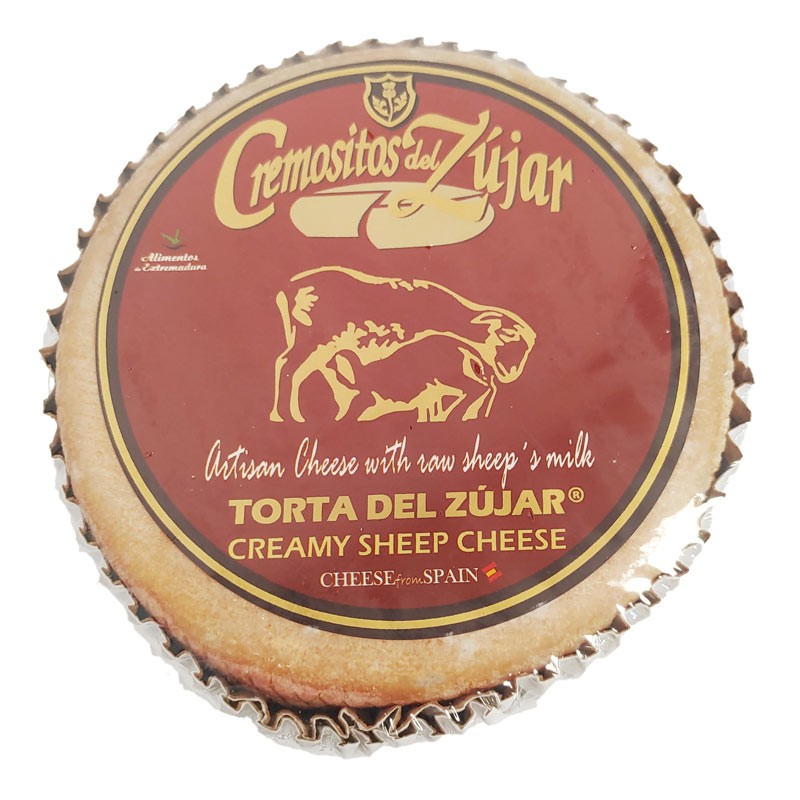 Cremositos del Zújar
Alimentos
de Extremadura
Artisan Cheese with raw sheep´s milk
TORTA DEL ZÚJAR®
CREAMY SHEEP CHEESE
CHEESE from SPAIN